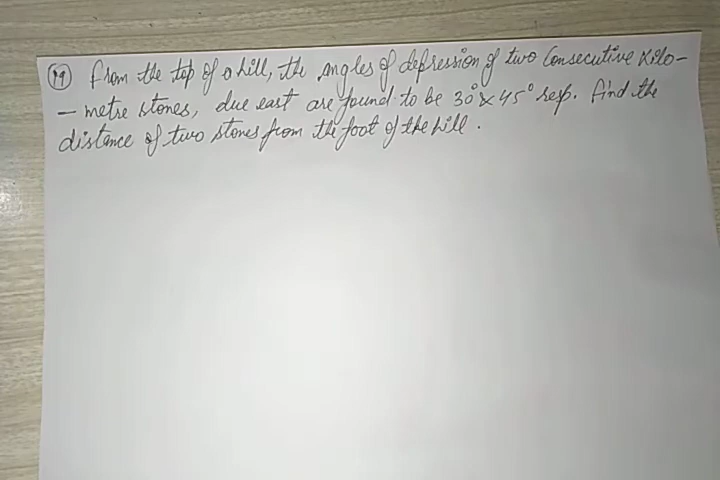 (19) From the top of a hill, the angles of depression of two Consecutive Kilo-
- metre stones, due east are found to be 30° & 45° resp. Find the
distance of two stones from the foot of the hill.